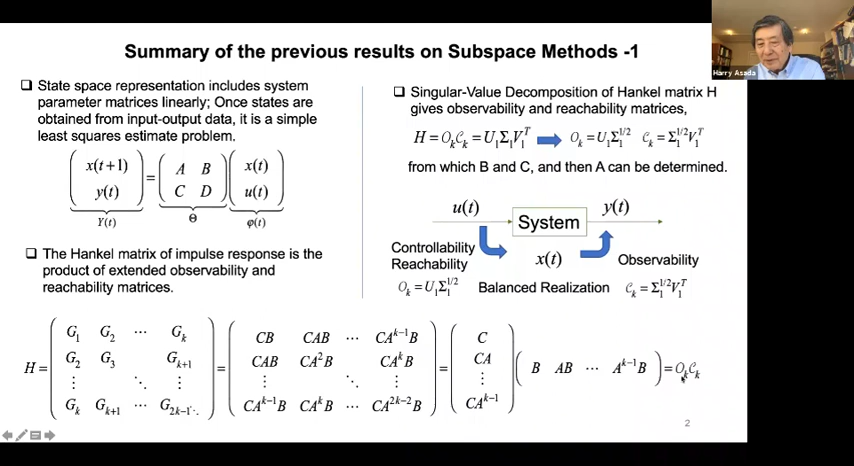 Harry Asada
Summary of the previous results on Subspace Methods -1
❑ State space representation includes system
parameter matrices linearly; Once states are
obtained from input-output data, it is a simple
least squares estimate problem.
x(t+1)
y(t)
=
A B
C D
x(t)
u(t)
Y(t)
Θ
φ(t)
❑ The Hankel matrix of impulse response is the
product of extended observability and
reachability matrices.
❑ Singular-Value Decomposition of Hankel matrix H
gives observability and reachability matrices,
H = O_k C_k = U_1 Σ_1 V_1^T O_k = U_1 Σ_1^{1/2} C_k = Σ_1^{1/2} V_1^T
from which B and C, and then A can be determined.
u(t)
System
y(t)
Controllability
Reachability
x(t)
Observability
O_k = U_1 Σ_1^{1/2} Balanced Realization C_k = Σ_1^{1/2} V_1^T
H =
G_1 G_2 ⋯ G_k
G_2 G_3 G_{k+1}
⋮ ⋱ ⋮
G_k G_{k+1} ⋯ G_{2k-1}
=
CB CAB ⋯ CA^{k-1}B
CAB CA^2B CA^kB
⋮ ⋱ ⋮
CA^{k-1}B CA^kB ⋯ CA^{2k-2}B
=
C
CA
⋮
CA^{k-1}
( B AB ⋯ A^{k-1}B ) = O_k C_k
2